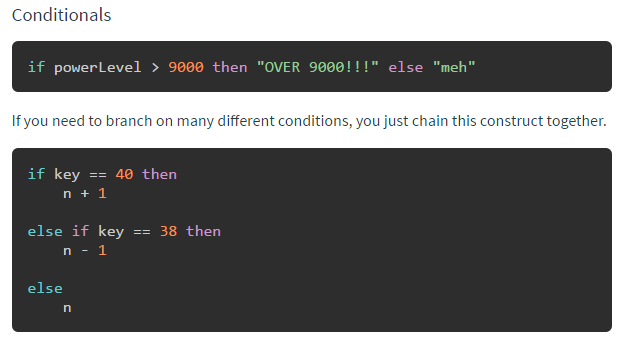 Conditionals
if powerLevel > 9000 then "OVER 9000!!!" else "meh"
If you need to branch on many different conditions, you just chain this construct together.
if key == 40 then
    n + 1
else if key == 38 then
    n - 1
else
    n